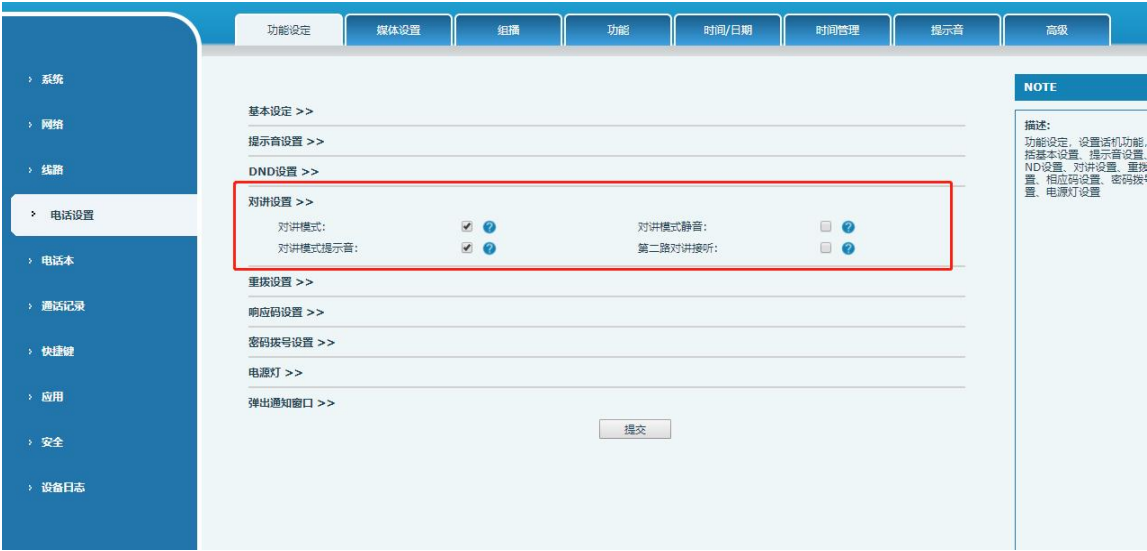 功能设定 媒体设置 组播 功能 时间/日期 时间管理 提示音 高级
系统
网络
线路
电话设置
电话本
通话记录
快捷键
应用
安全
设备日志
基本设定 >>
提示音设置 >>
DND设置 >>
对讲设置 >>
对讲模式: 对讲模式静音:
对讲模式提示音: 第二路对讲接听:
重拨设置 >>
响应码设置 >>
密码拨号设置 >>
电源灯 >>
弹出通知窗口 >>
提交
NOTE
描述:
功能设定，设置话机功能,
括基本设置、提示音设置、
ND设置、对讲设置、重拨
置、相应码设置、密码拨号
置、电源灯设置